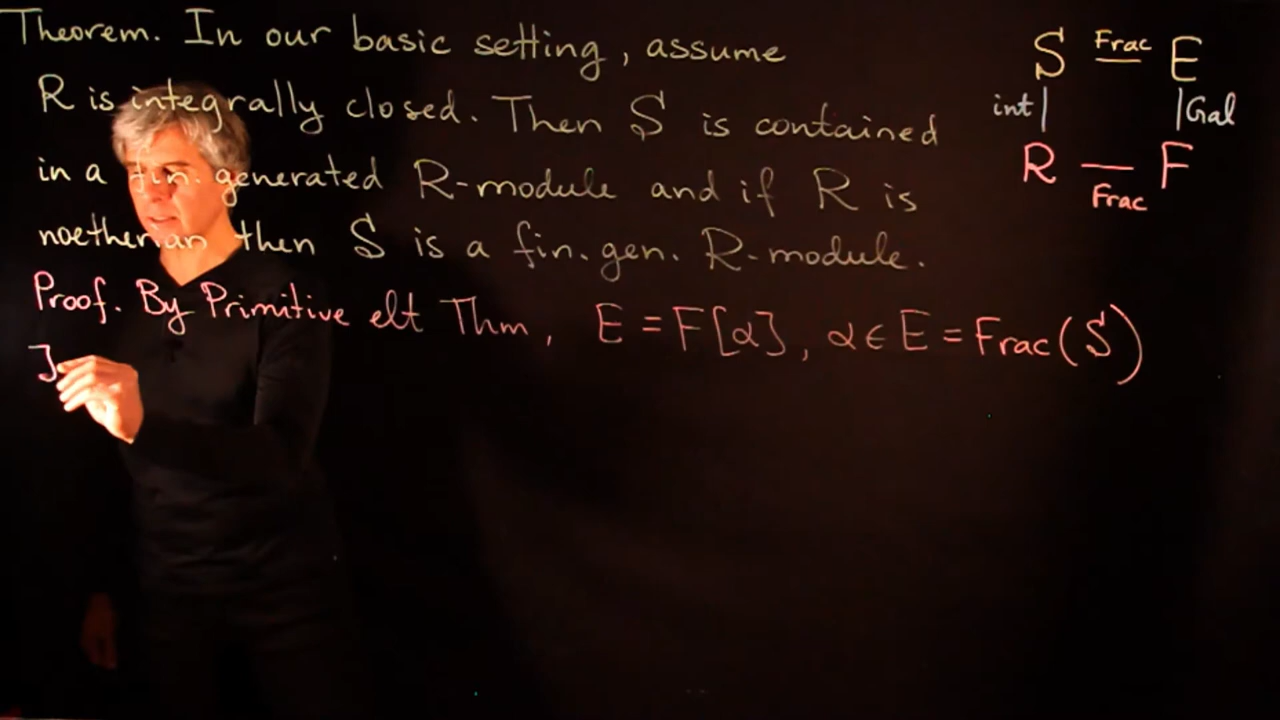 Theorem. In our basic setting, assume
R is integrally closed. Then S is contained
in a fin. generated R-module and if R is
noetherian then S is a fin. gen. R-module.
Proof. By Primitive elt Thm, E = F[α], α ∈ E = Frac(S)
S Frac E
int Gal
R — F
Frac